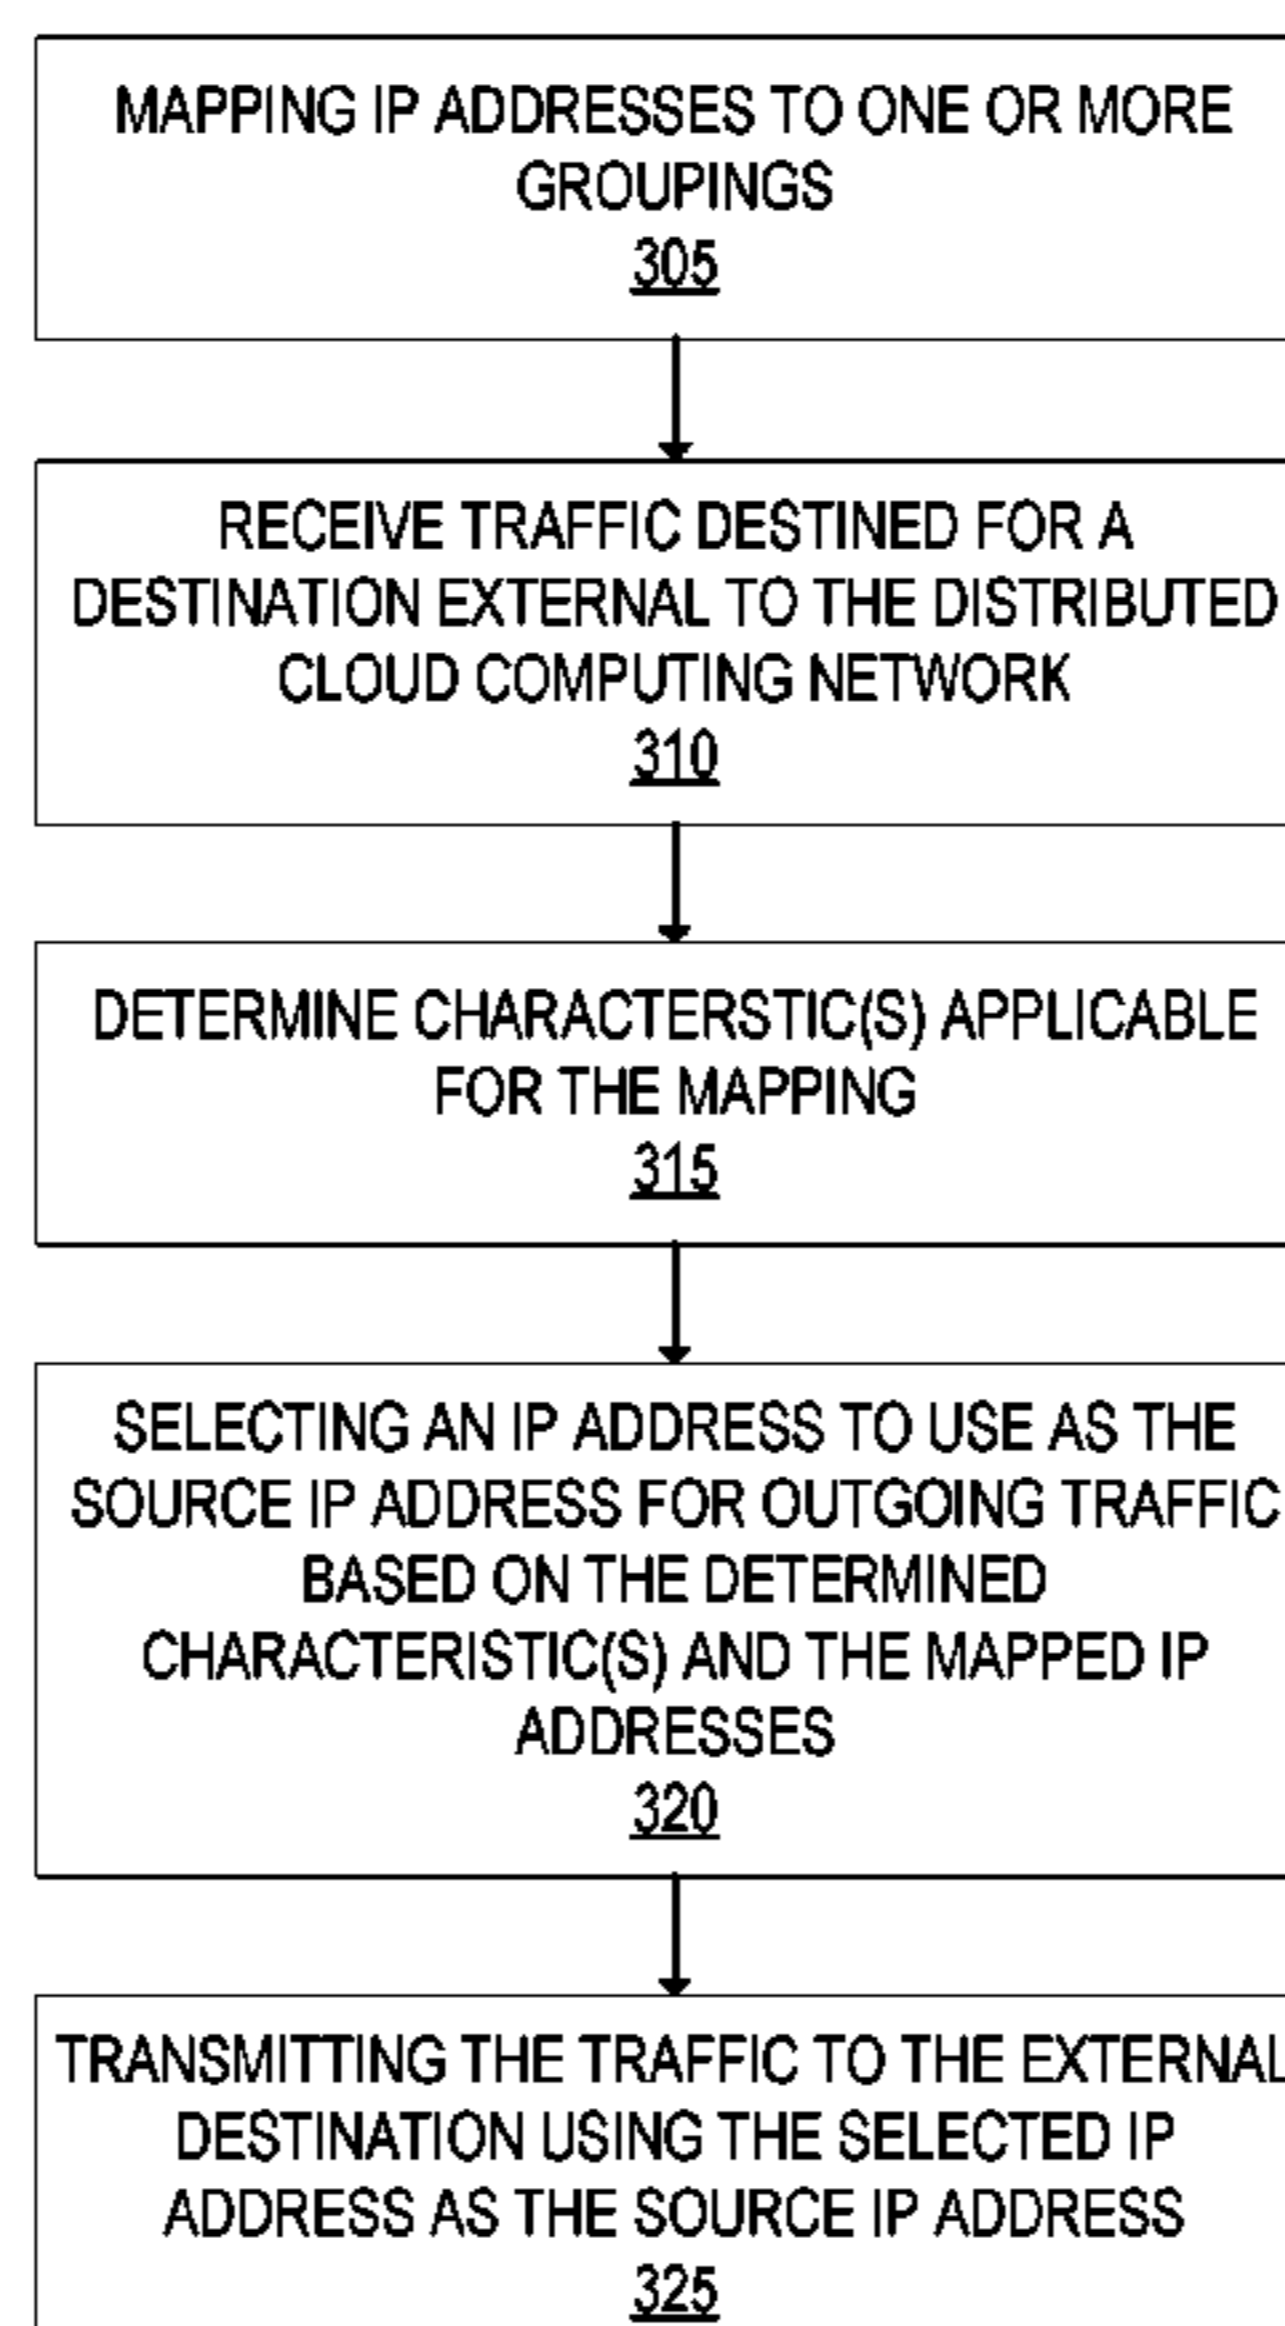 MAPPING IP ADDRESSES TO ONE OR MORE
GROUPINGS
305
RECEIVE TRAFFIC DESTINED FOR A
DESTINATION EXTERNAL TO THE DISTRIBUTED
CLOUD COMPUTING NETWORK
310
DETERMINE CHARACTERSTIC(S) APPLICABLE
FOR THE MAPPING
315
SELECTING AN IP ADDRESS TO USE AS THE
SOURCE IP ADDRESS FOR OUTGOING TRAFFIC
BASED ON THE DETERMINED
CHARACTERISTIC(S) AND THE MAPPED IP
ADDRESSES
320
TRANSMITTING THE TRAFFIC TO THE EXTERNAL
DESTINATION USING THE SELECTED IP
ADDRESS AS THE SOURCE IP ADDRESS
325